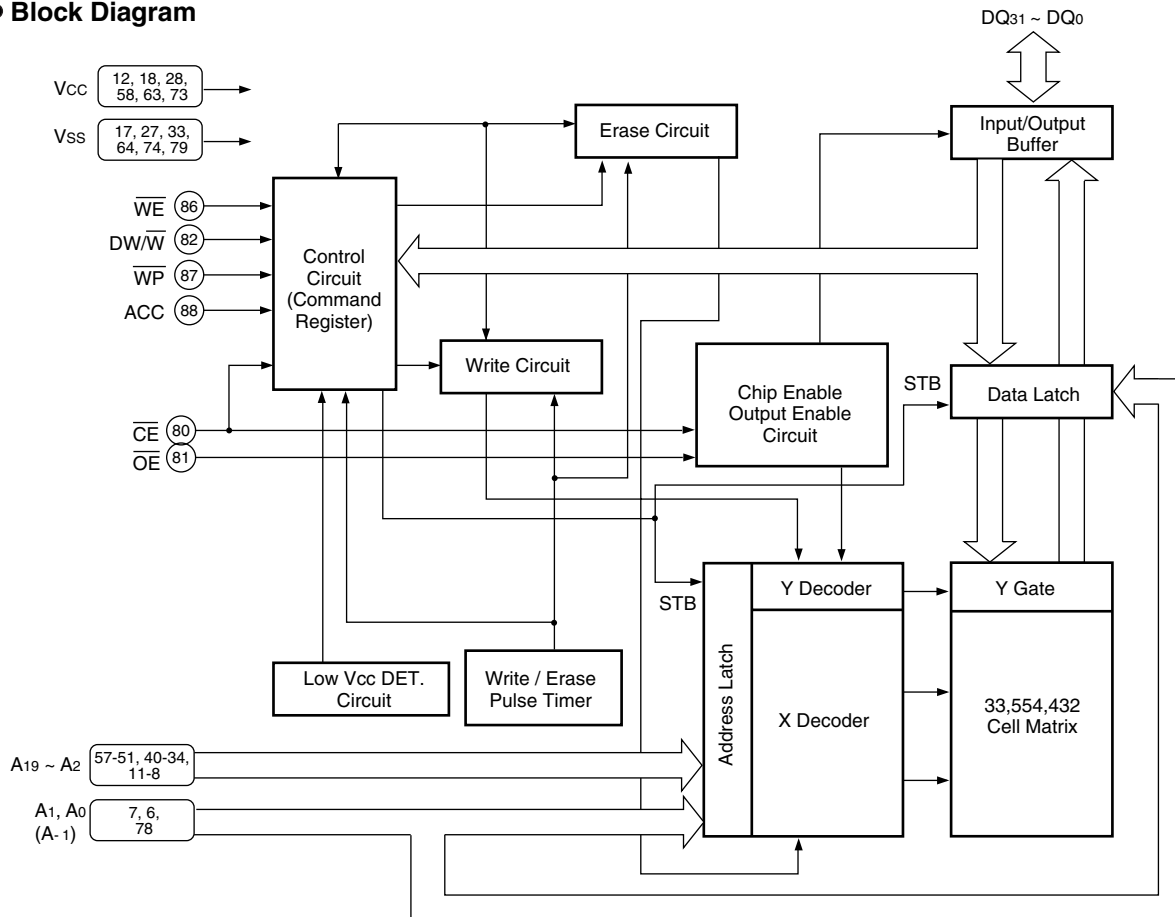 ● Block Diagram
DQ31 ~ DQ0
VCC
12, 18, 28,
58, 63, 73
VSS
17, 27, 33,
64, 74, 79
Erase Circuit
Input/Output
Buffer
WE
86
DW/W
82
WP
87
ACC
88
Control
Circuit
(Command
Register)
Write Circuit
Chip Enable
Output Enable
Circuit
STB
Data Latch
CE
80
OE
81
STB
Address Latch
Y Decoder
X Decoder
Y Gate
33,554,432
Cell Matrix
Low Vcc DET.
Circuit
Write / Erase
Pulse Timer
A19 ~ A2
57-51, 40-34,
11-8
A1, A0
(A-1)
7, 6,
78